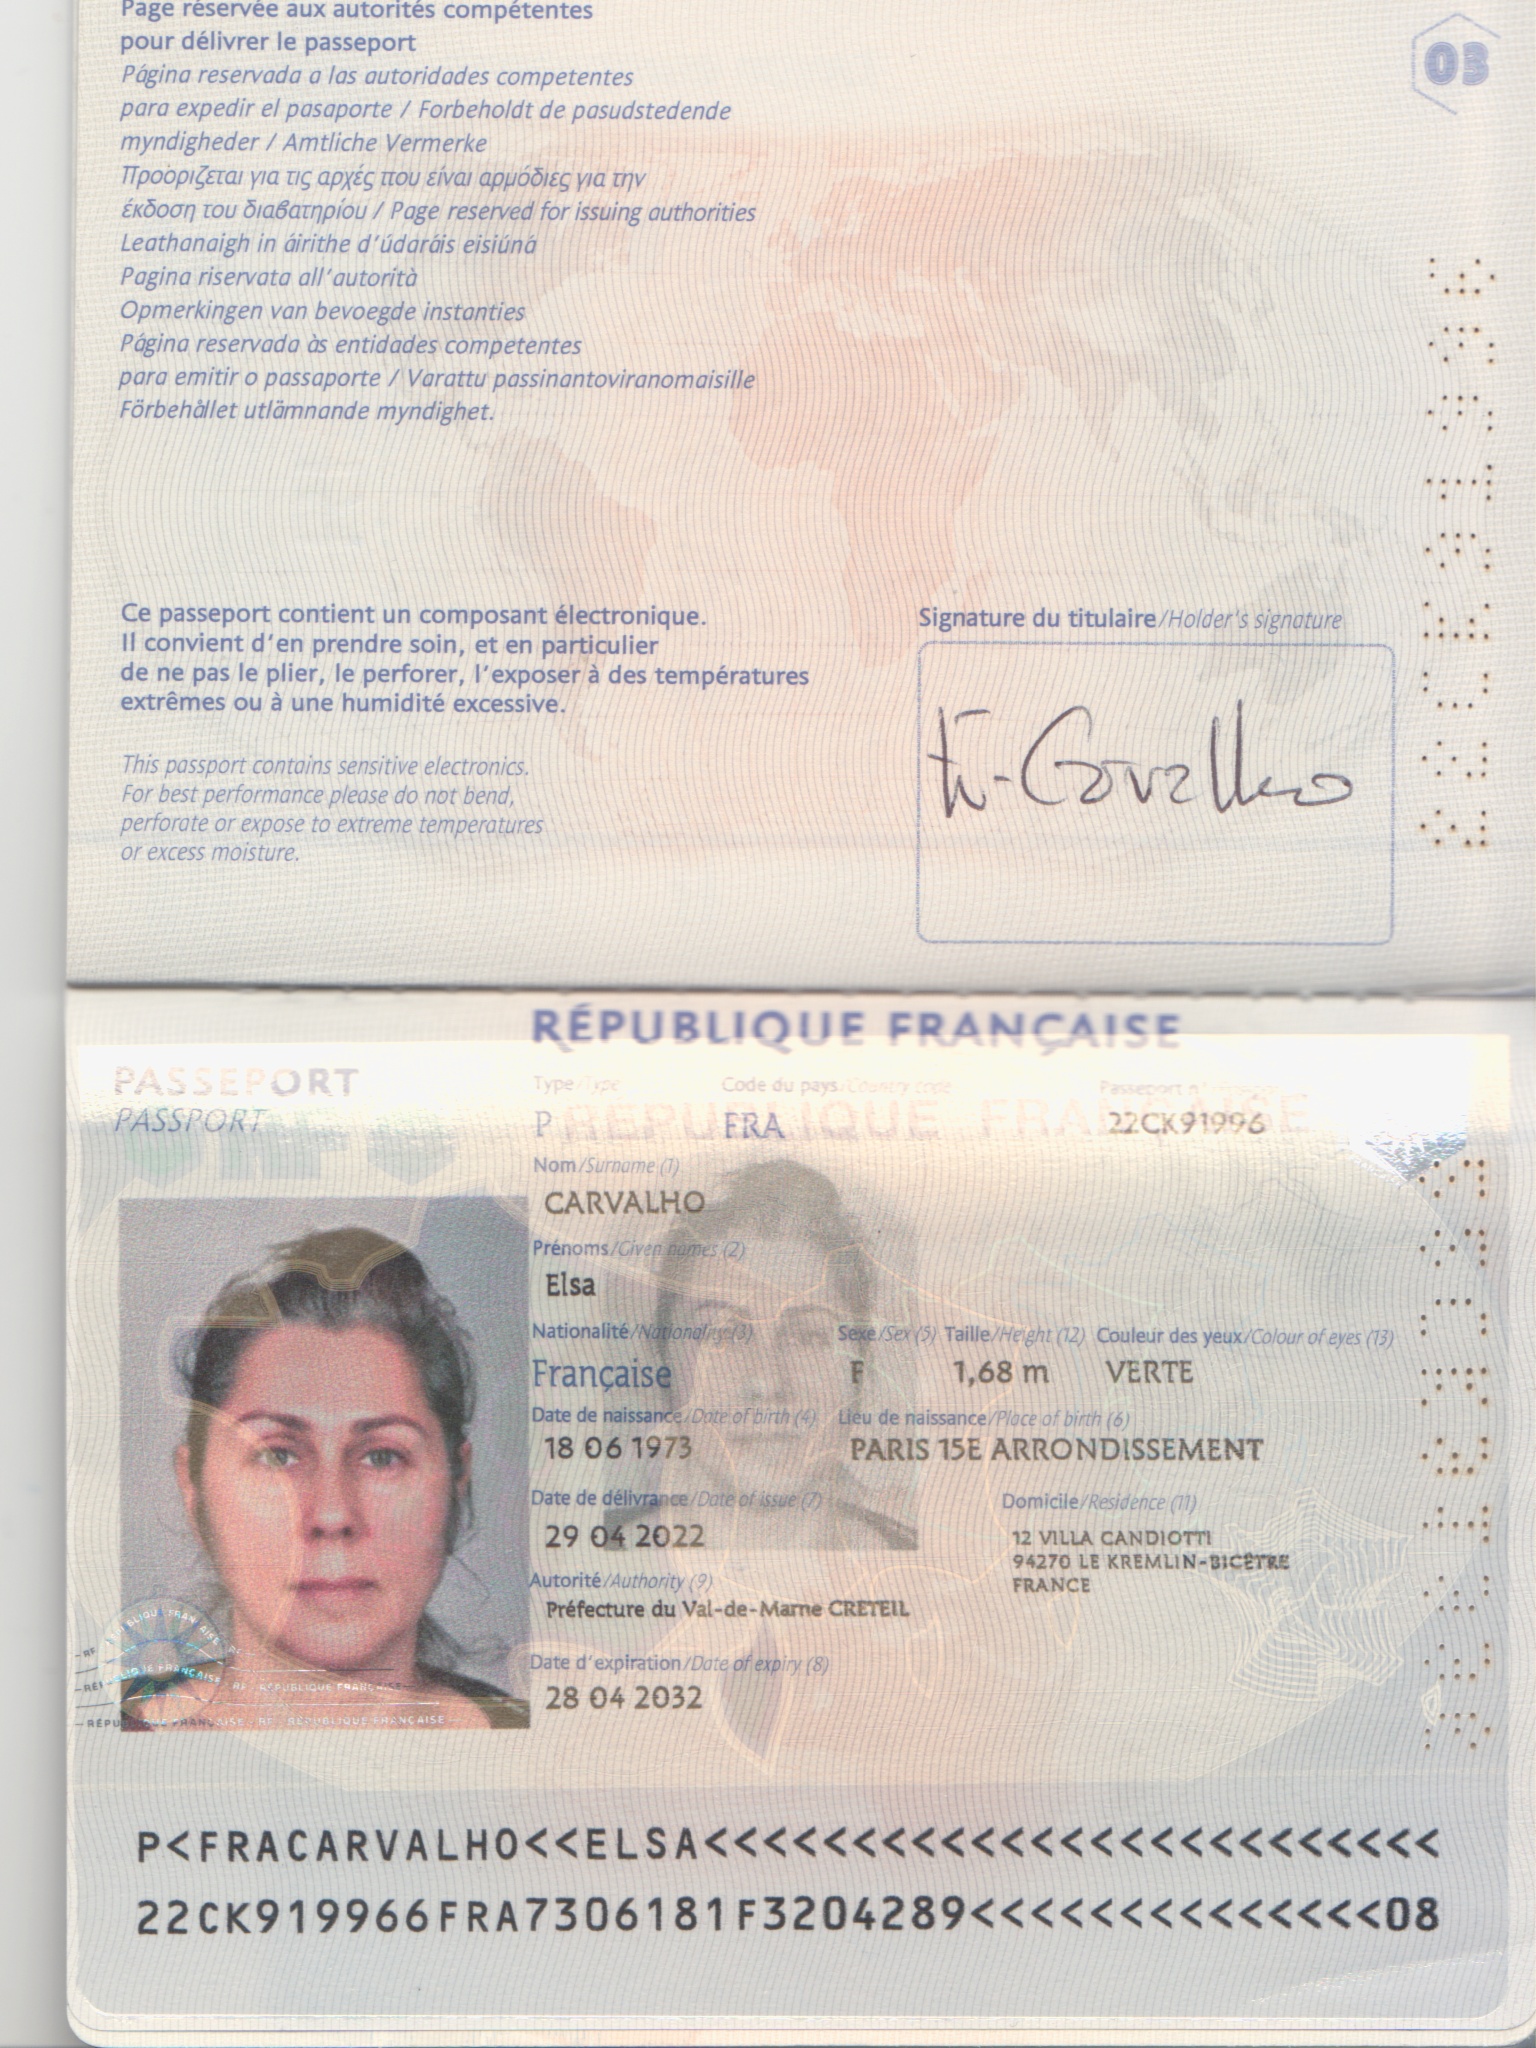 Page réservée aux autorités compétentes
pour délivrer le passeport
Página reservada a las autoridades competentes
para expedir el pasaporte / Forbeholdt de pasudstedende
myndigheder / Amtliche Vermerke
Προορίζεται για τις αρχές που είναι αρμόδιες για την
έκδοση του διαβατηρίου / Page reserved for issuing authorities
Leathanaigh in áirithe d'údaráis eisiúná
Pagina riservata all'autorità
Opmerkingen van bevoegde instanties
Página reservada às entidades competentes
para emitir o passaporte / Varattu passinantoviranomaisille
Förbehållet utlämnande myndighet.
03
Ce passeport contient un composant électronique.
Il convient d'en prendre soin, et en particulier
de ne pas le plier, le perforer, l'exposer à des températures
extrêmes ou à une humidité excessive.
This passport contains sensitive electronics.
For best performance please do not bend,
perforate or expose to extreme temperatures
or excess moisture.
Signature du titulaire/Holder's signature
E-Carvalho
RÉPUBLIQUE FRANÇAISE
PASSEPORT
PASSPORT
Type/Type Code du pays/Country code Passeport n°
P FRA 22CK91996
Nom/Surname (1)
CARVALHO
Prénoms/Given names (2)
Elsa
Nationalité/Nationality (3) Sexe/Sex (5) Taille/Height (12) Couleur des yeux/Colour of eyes (13)
Française F 1,68 m VERTE
Date de naissance/Date of birth (4) Lieu de naissance/Place of birth (6)
18 06 1973 PARIS 15E ARRONDISSEMENT
Date de délivrance/Date of issue (7) Domicile/Residence (11)
29 04 2022 12 VILLA CANDIOTTI
94270 LE KREMLIN-BICÊTRE
FRANCE
Autorité/Authority (9)
Préfecture du Val-de-Marne CRETEIL
Date d'expiration/Date of expiry (8)
28 04 2032
RÉPUBLIQUE FRANÇAISE - RF - RÉPUBLIQUE FRANÇAISE
P<FRACARVALHO<<ELSA<<<<<<<<<<<<<<<<<<<<<<<<<
22CK919966FRA7306181F3204289<<<<<<<<<<<<<<08